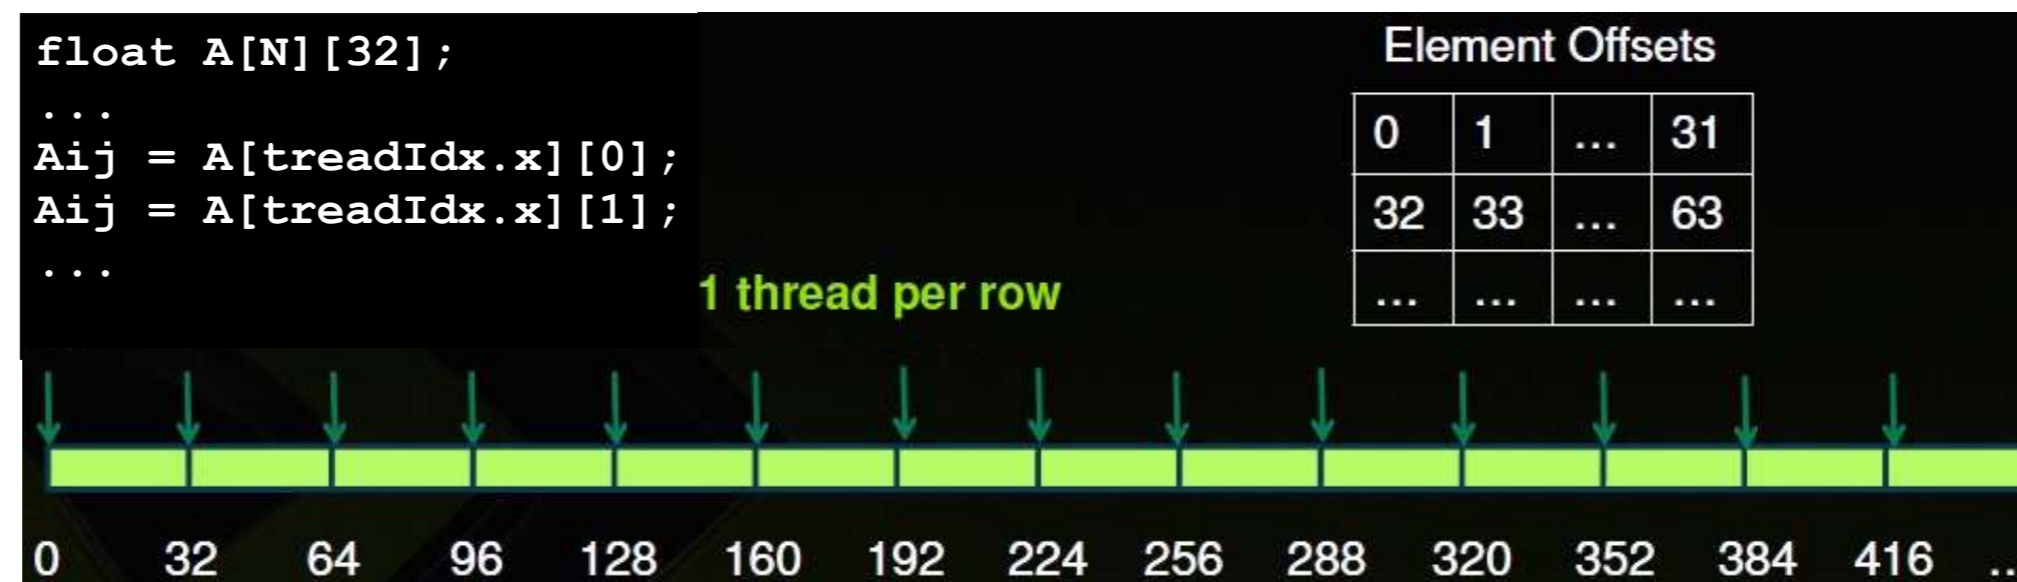 float A[N][32];
...
Aij = A[treadIdx.x][0];
Aij = A[treadIdx.x][1];
...
1 thread per row
Element Offsets
0 1 ... 31
32 33 ... 63
... ... ... ...
0 32 64 96 128 160 192 224 256 288 320 352 384 416 ..